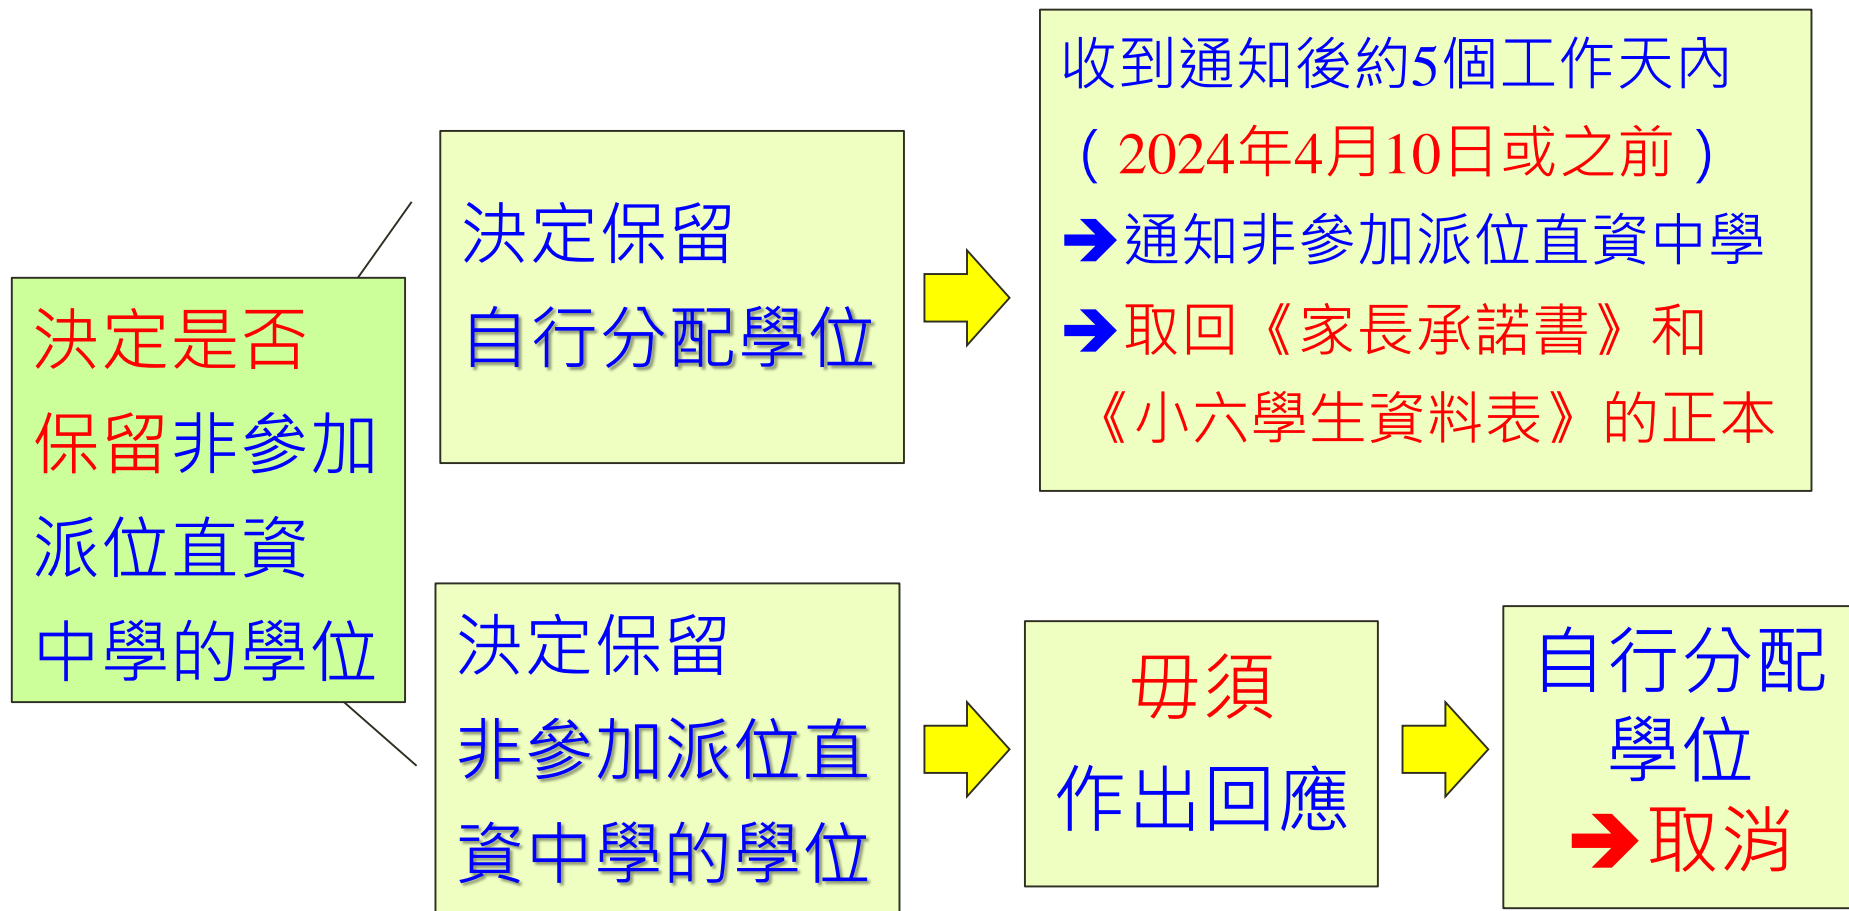 決定是否
保留非參加
派位直資
中學的學位
決定保留
自行分配學位
收到通知後約5個工作天內
（2024年4月10日或之前）
➔通知非參加派位直資中學
➔取回《家長承諾書》和
《小六學生資料表》的正本
決定保留
非參加派位直
資中學的學位
毋須
作出回應
自行分配
學位
➔取消